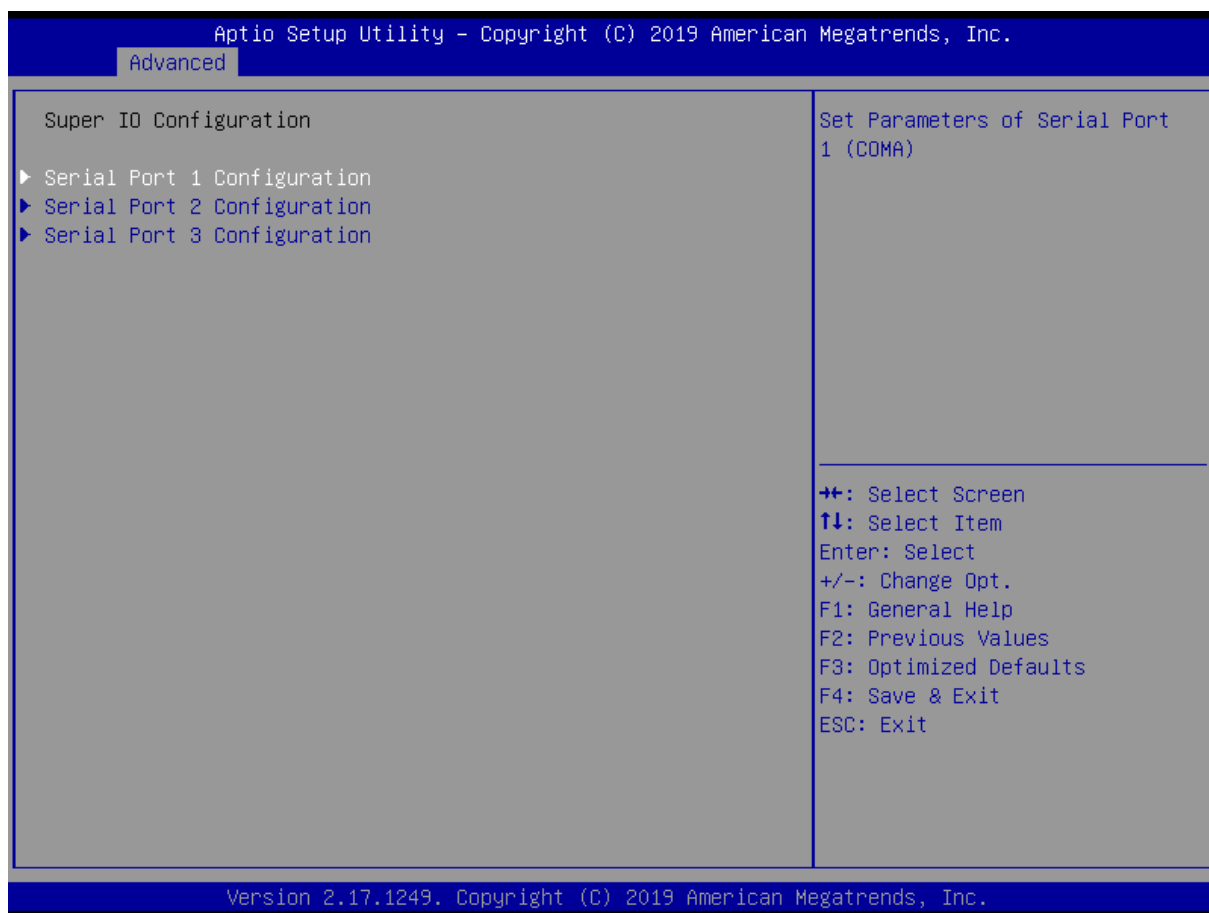 Aptio Setup Utility – Copyright (C) 2019 American Megatrends, Inc.
Advanced
Super IO Configuration
Serial Port 1 Configuration
Serial Port 2 Configuration
Serial Port 3 Configuration
Set Parameters of Serial Port
1 (COMA)
→←: Select Screen
↑↓: Select Item
Enter: Select
+/-: Change Opt.
F1: General Help
F2: Previous Values
F3: Optimized Defaults
F4: Save & Exit
ESC: Exit
Version 2.17.1249. Copyright (C) 2019 American Megatrends, Inc.